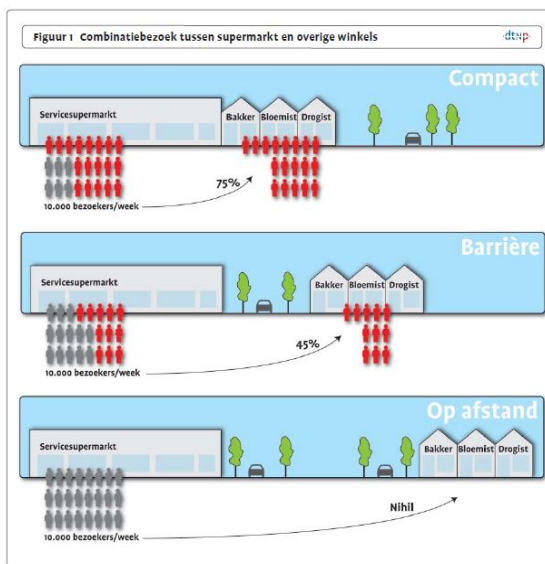 Figuur 1 Combinatiebezoek tussen supermarkt en overige winkels
dtnp
Compact
Servicesupermarkt
Bakker Bloemist Drogist
75%
10.000 bezoekers/week
Barrière
Servicesupermarkt
Bakker Bloemist Drogist
45%
10.000 bezoekers/week
Op afstand
Servicesupermarkt
Bakker Bloemist Drogist
Nihil
10.000 bezoekers/week